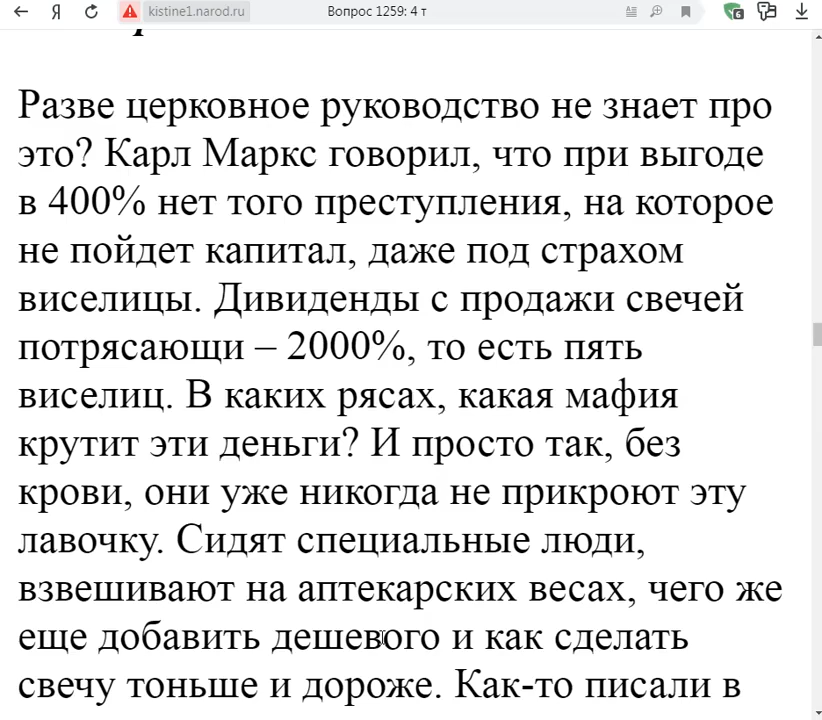 kistine1.narod.ru Вопрос 1259: 4 т 6
Разве церковное руководство не знает про
это? Карл Маркс говорил, что при выгоде
в 400% нет того преступления, на которое
не пойдет капитал, даже под страхом
виселицы. Дивиденды с продажи свечей
потрясающи – 2000%, то есть пять
виселиц. В каких рясах, какая мафия
крутит эти деньги? И просто так, без
крови, они уже никогда не прикроют эту
лавочку. Сидят специальные люди,
взвешивают на аптекарских весах, чего же
еще добавить дешевого и как сделать
свечу тоньше и дороже. Как-то писали в